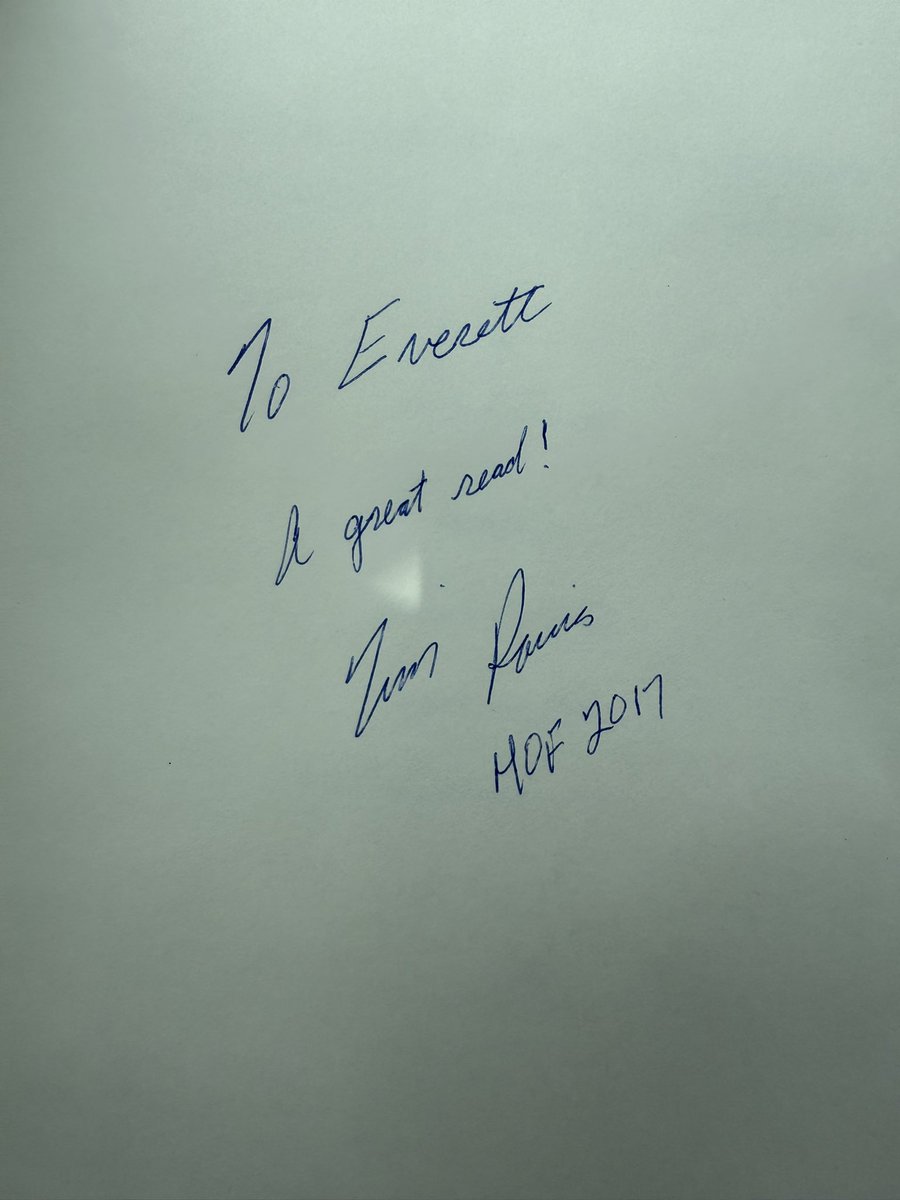 To Everett
A great read!
Tim Raines
HOF 2017